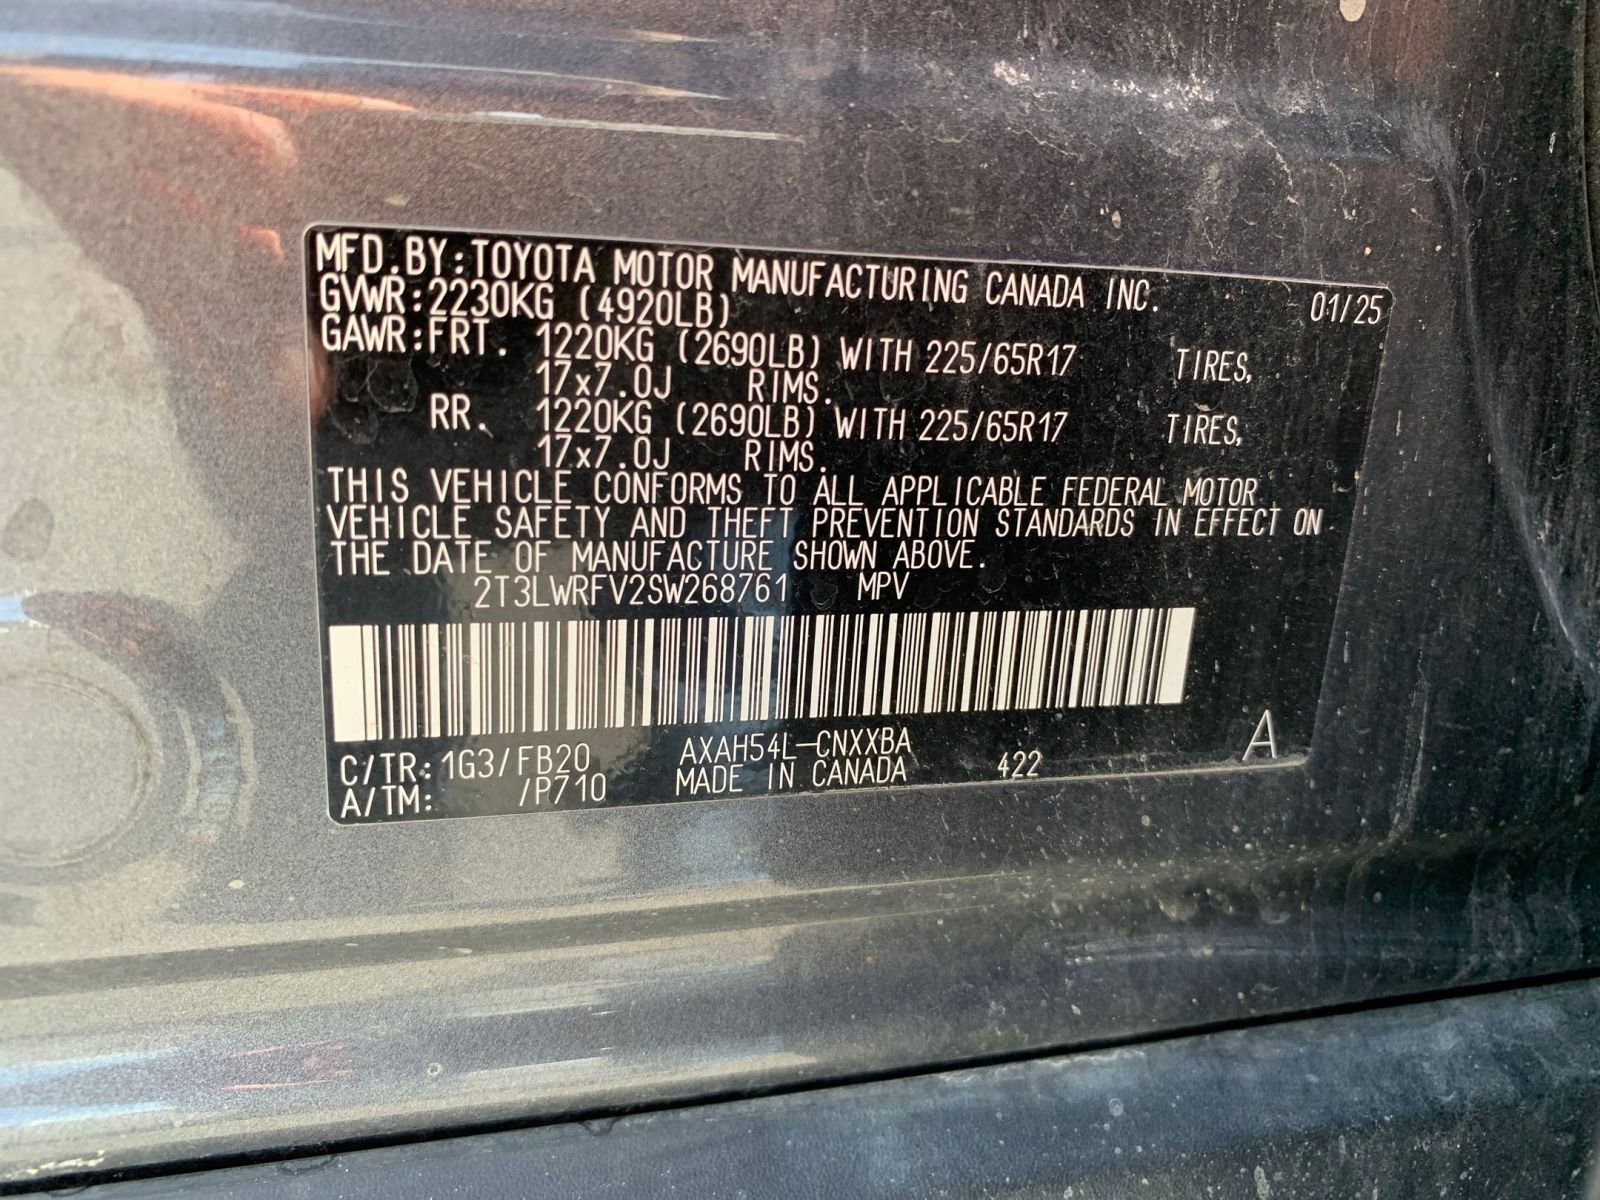 MFD.BY:TOYOTA MOTOR MANUFACTURING CANADA INC. 01/25
GVWR:2230KG (4920LB)
GAWR:FRT. 1220KG (2690LB) WITH 225/65R17 TIRES,
17x7.0J RIMS.
RR. 1220KG (2690LB) WITH 225/65R17 TIRES,
17x7.0J RIMS.
THIS VEHICLE CONFORMS TO ALL APPLICABLE FEDERAL MOTOR
VEHICLE SAFETY AND THEFT PREVENTION STANDARDS IN EFFECT ON
THE DATE OF MANUFACTURE SHOWN ABOVE.
2T3LWRFV2SW268761 MPV
C/TR:1G3/FB20 AXAH54L-CNXXBA
A/TM: /P710 MADE IN CANADA 422 A